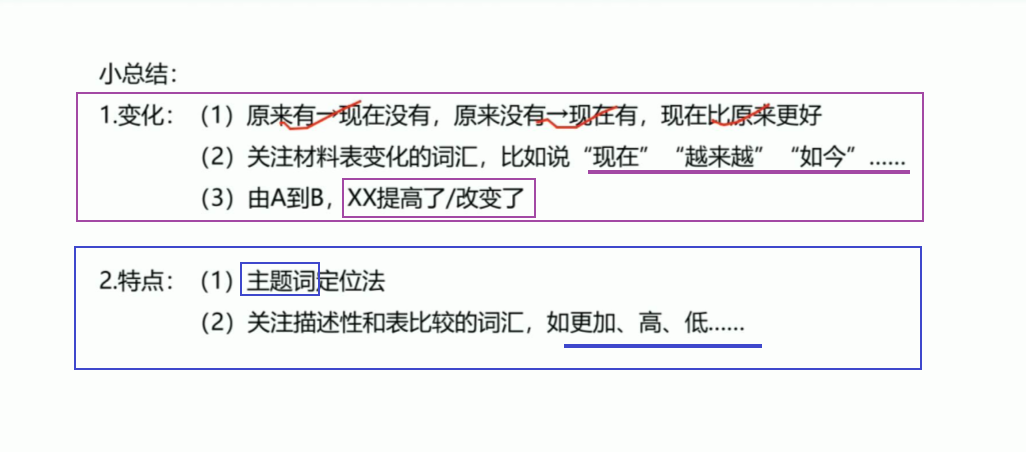 小总结：
1.变化：（1）原来有→现在没有，原来没有→现在有，现在比原来更好
（2）关注材料表变化的词汇，比如说“现在”“越来越”“如今”……
（3）由A到B，XX提高了/改变了
2.特点：（1）主题词定位法
（2）关注描述性和表比较的词汇，如更加、高、低……